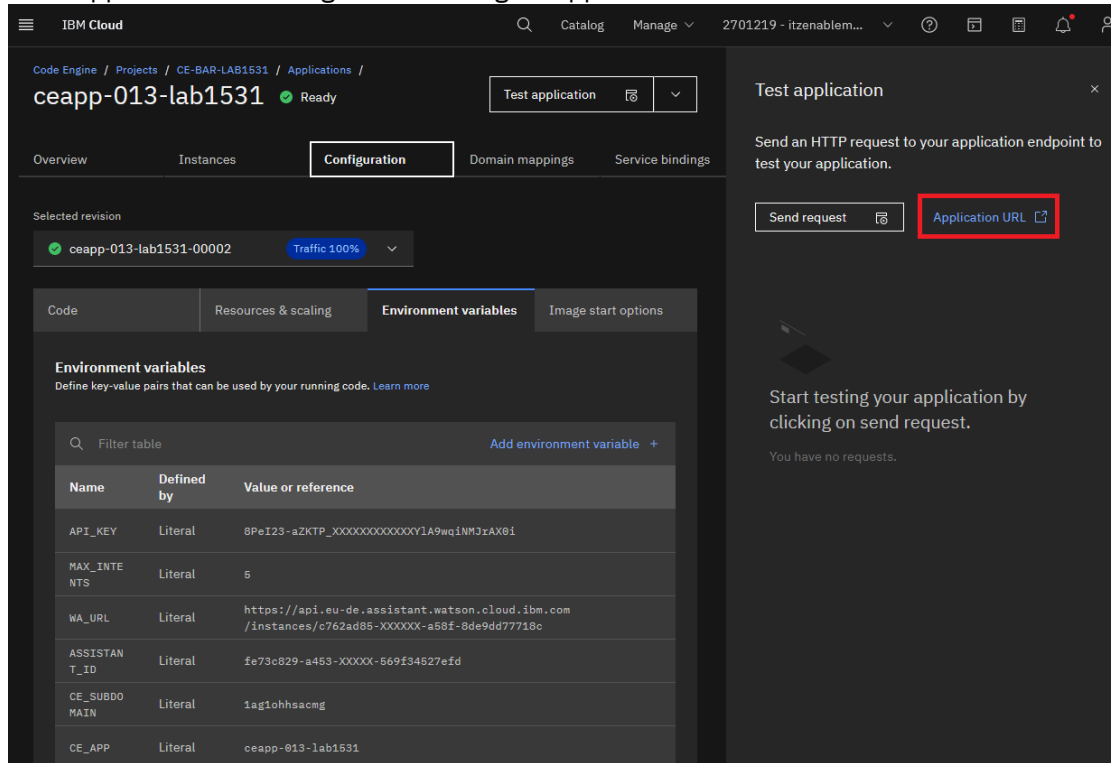 IBM Cloud
Catalog
Manage
2701219 - itzenablem...
Code Engine / Projects / CE-BAR-LAB1531 / Applications /
ceapp-013-lab1531
Ready
Test application
Overview
Instances
Configuration
Domain mappings
Service bindings
Selected revision
ceapp-013-lab1531-00002
Traffic 100%
Code
Resources & scaling
Environment variables
Image start options
Environment variables
Define key-value pairs that can be used by your running code. Learn more
Filter table
Add environment variable +
Name
Defined
by
Value or reference
API_KEY
Literal
8PeI23-aZKTP_XXXXXXXXXXXXYlA9wqiNMJrAX0i
MAX_INTE
NTS
Literal
5
WA_URL
Literal
https://api.eu-de.assistant.watson.cloud.ibm.com
/instances/c762ad85-XXXXXX-a58f-8de9dd77718c
ASSISTAN
T_ID
Literal
fe73c829-a453-XXXXX-569f34527efd
CE_SUBDO
MAIN
Literal
1ag1ohhsacmg
CE_APP
Literal
ceapp-013-lab1531
Test application
Send an HTTP request to your application endpoint to
test your application.
Send request
Application URL
Start testing your application by
clicking on send request.
You have no requests.